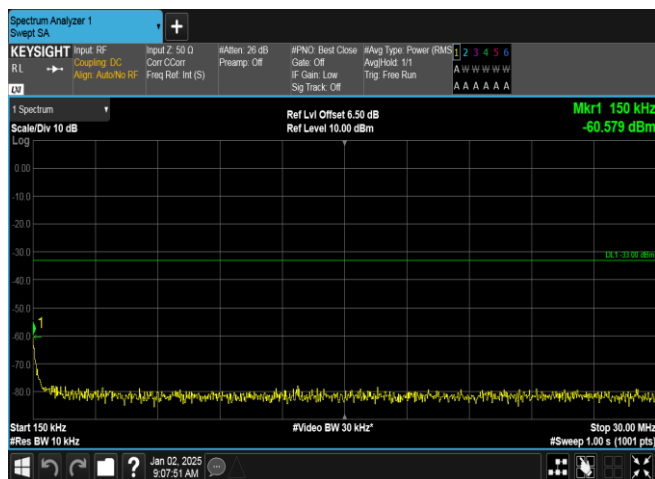 Spectrum Analyzer 1
Swept SA
+
KEYSIGHT
RL
LXI
Input: RF
Coupling: DC
Align: Auto/No RF
Input Z: 50 Ω
Corr CCorr
Freq Ref: Int (S)
#Atten: 26 dB
Preamp: Off
#PNO: Best Close
Gate: Off
IF Gain: Low
Sig Track: Off
#Avg Type: Power (RMS
Avg|Hold: 1/1
Trig: Free Run
1 2 3 4 5 6
A W W W W W
A A A A A A
1 Spectrum
Scale/Div 10 dB
Log
Ref Lvl Offset 6.50 dB
Ref Level 10.00 dBm
Mkr1 150 kHz
-60.579 dBm
0.00
-10.0
-20.0
-30.0
DL1 -33.00 dBm
-40.0
-50.0
1
-60.0
-70.0
-80.0
Start 150 kHz
#Res BW 10 kHz
#Video BW 30 kHz*
Stop 30.00 MHz
#Sweep 1.00 s (1001 pts)
?
Jan 02, 2025
9:07:51 AM